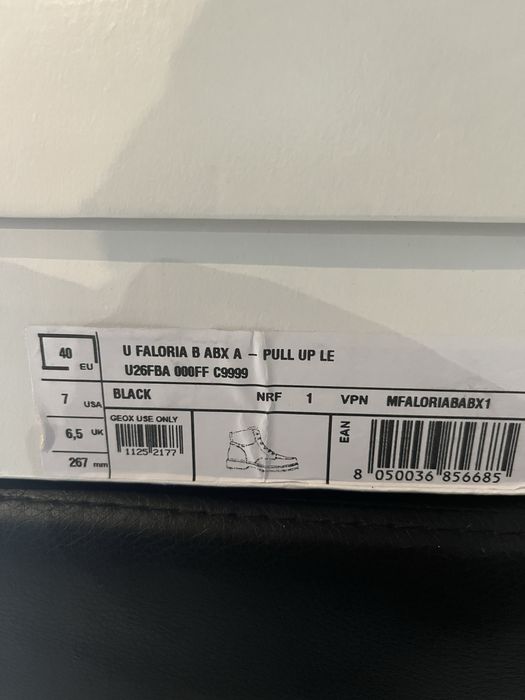 40 EU
U FALORIA B ABX A - PULL UP LE
U26FBA 000FF C9999
7 USA
BLACK NRF 1 VPN MFALORIABABX1
6,5 UK
267 mm
GEOX USE ONLY
1125 2177
EAN
8 050036 856685